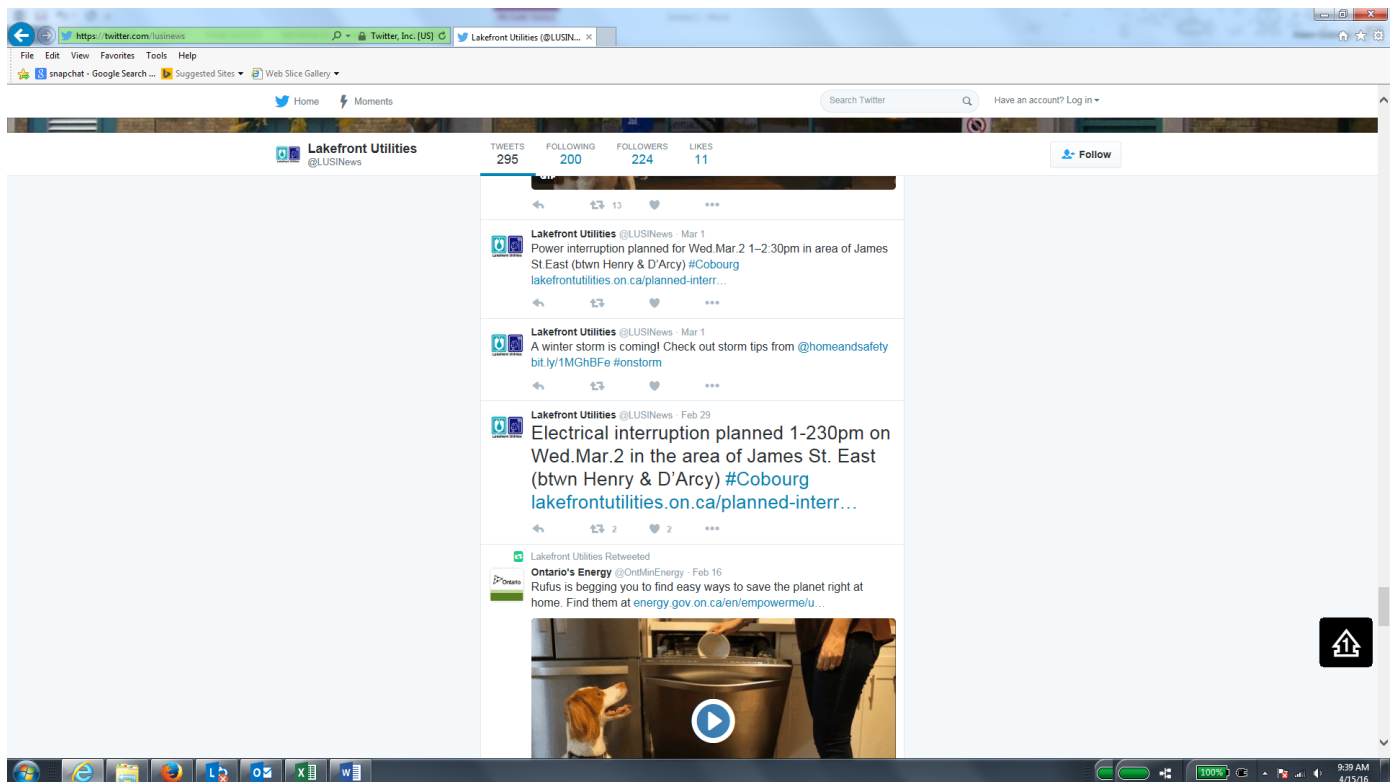 https://twitter.com/lusinews
Twitter, Inc. [US]
Lakefront Utilities (@LUSIN...
File Edit View Favorites Tools Help
snapchat - Google Search ... Suggested Sites Web Slice Gallery
Home Moments
Search Twitter
Have an account? Log in
Lakefront Utilities
@LUSINews
TWEETS FOLLOWING FOLLOWERS LIKES
295 200 224 11
Follow
13
Lakefront Utilities @LUSINews · Mar 1
Power interruption planned for Wed.Mar.2 1–2:30pm in area of James
St.East (btwn Henry & D'Arcy) #Cobourg
lakefrontutilities.on.ca/planned-interr…
Lakefront Utilities @LUSINews · Mar 1
A winter storm is coming! Check out storm tips from @homeandsafety
bit.ly/1MGhBFe #onstorm
Lakefront Utilities @LUSINews · Feb 29
Electrical interruption planned 1-230pm on
Wed.Mar.2 in the area of James St. East
(btwn Henry & D'Arcy) #Cobourg
lakefrontutilities.on.ca/planned-interr…
2 2
Lakefront Utilities Retweeted
Ontario's Energy @OntMinEnergy · Feb 16
Ontario
Rufus is begging you to find easy ways to save the planet right at
home. Find them at energy.gov.on.ca/en/empowerme/u…
1
100%
9:39 AM
4/15/16